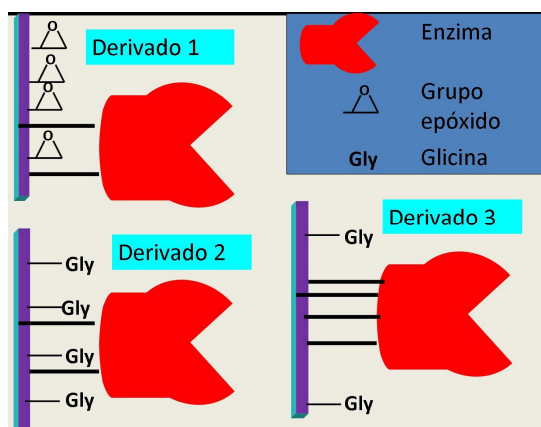 O
Derivado 1
O
O
O
Enzima
O
Grupo
epóxido
Gly
Glicina
Derivado 2
Gly
Gly
Gly
Gly
Derivado 3
Gly
Gly